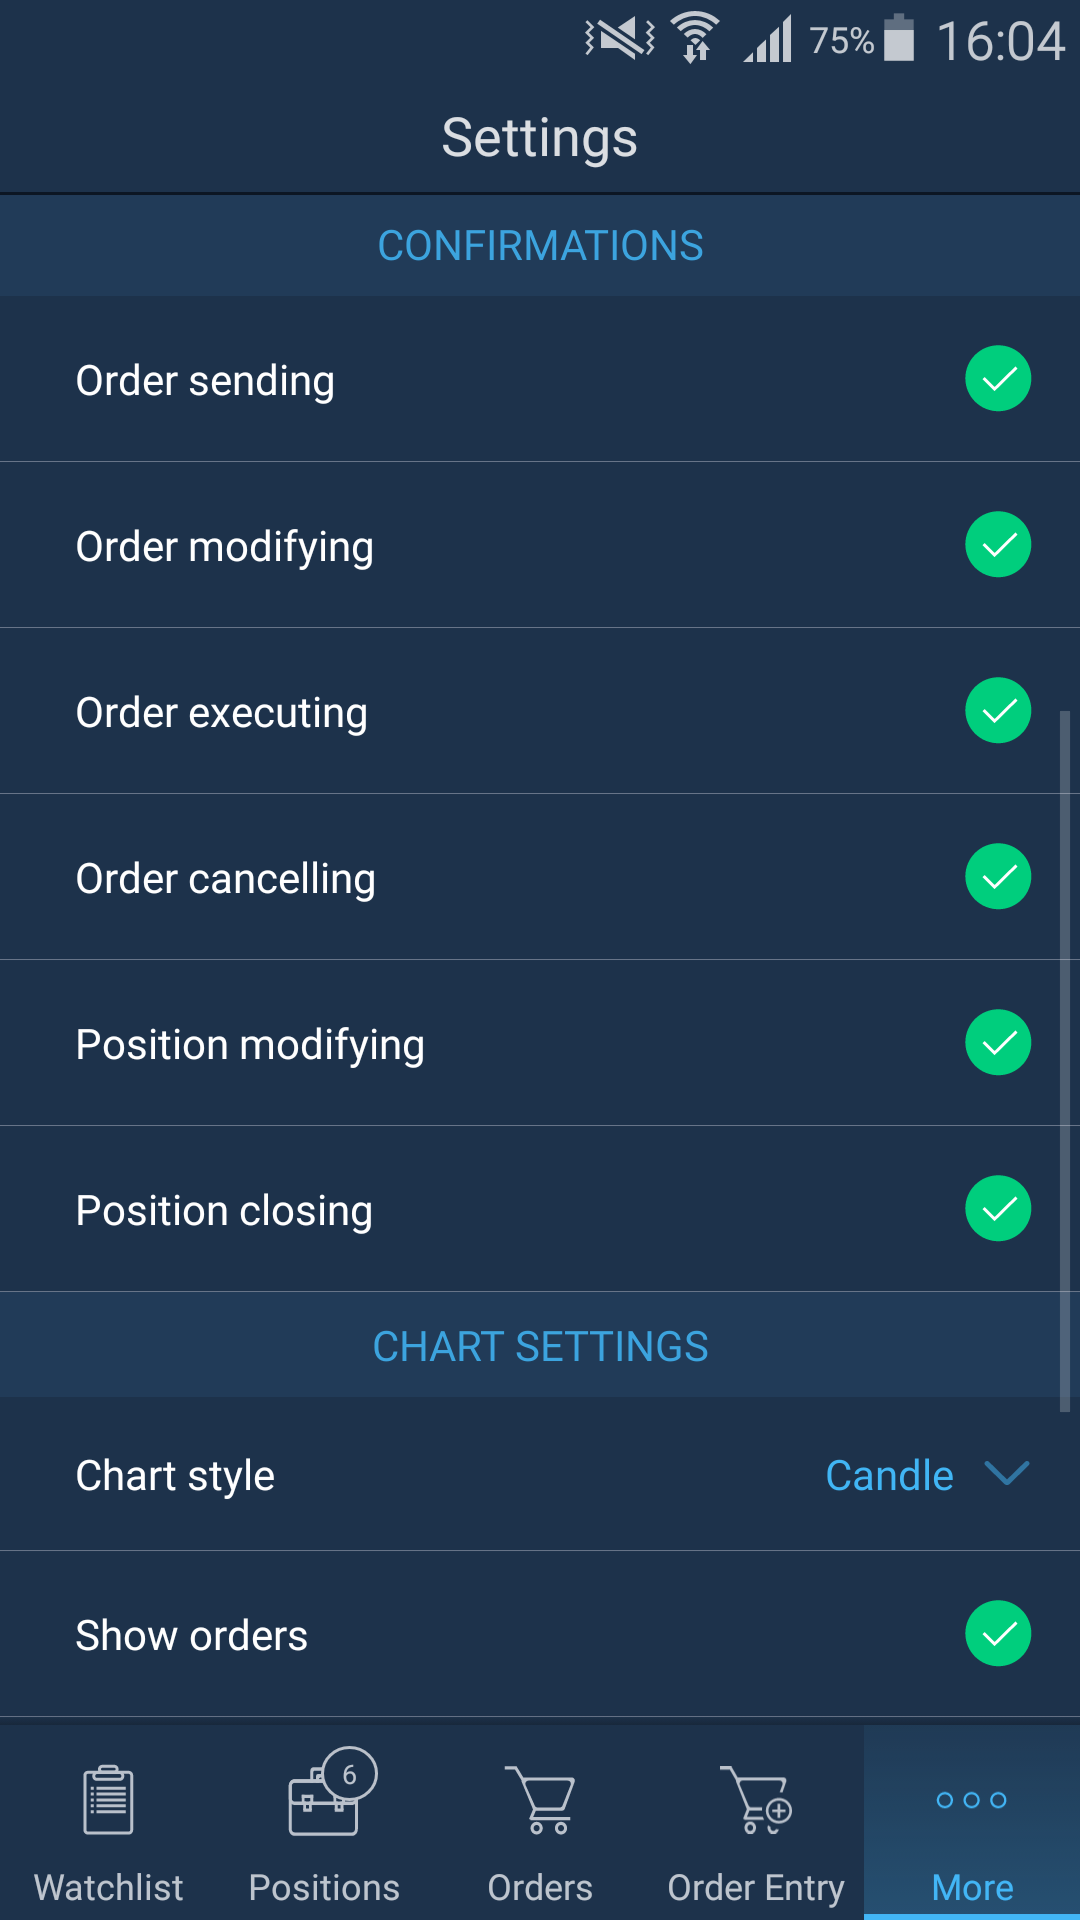 75% 16:04
Settings
CONFIRMATIONS
Order sending
Order modifying
Order executing
Order cancelling
Position modifying
Position closing
CHART SETTINGS
Chart style Candle
Show orders
6
Watchlist Positions Orders Order Entry More